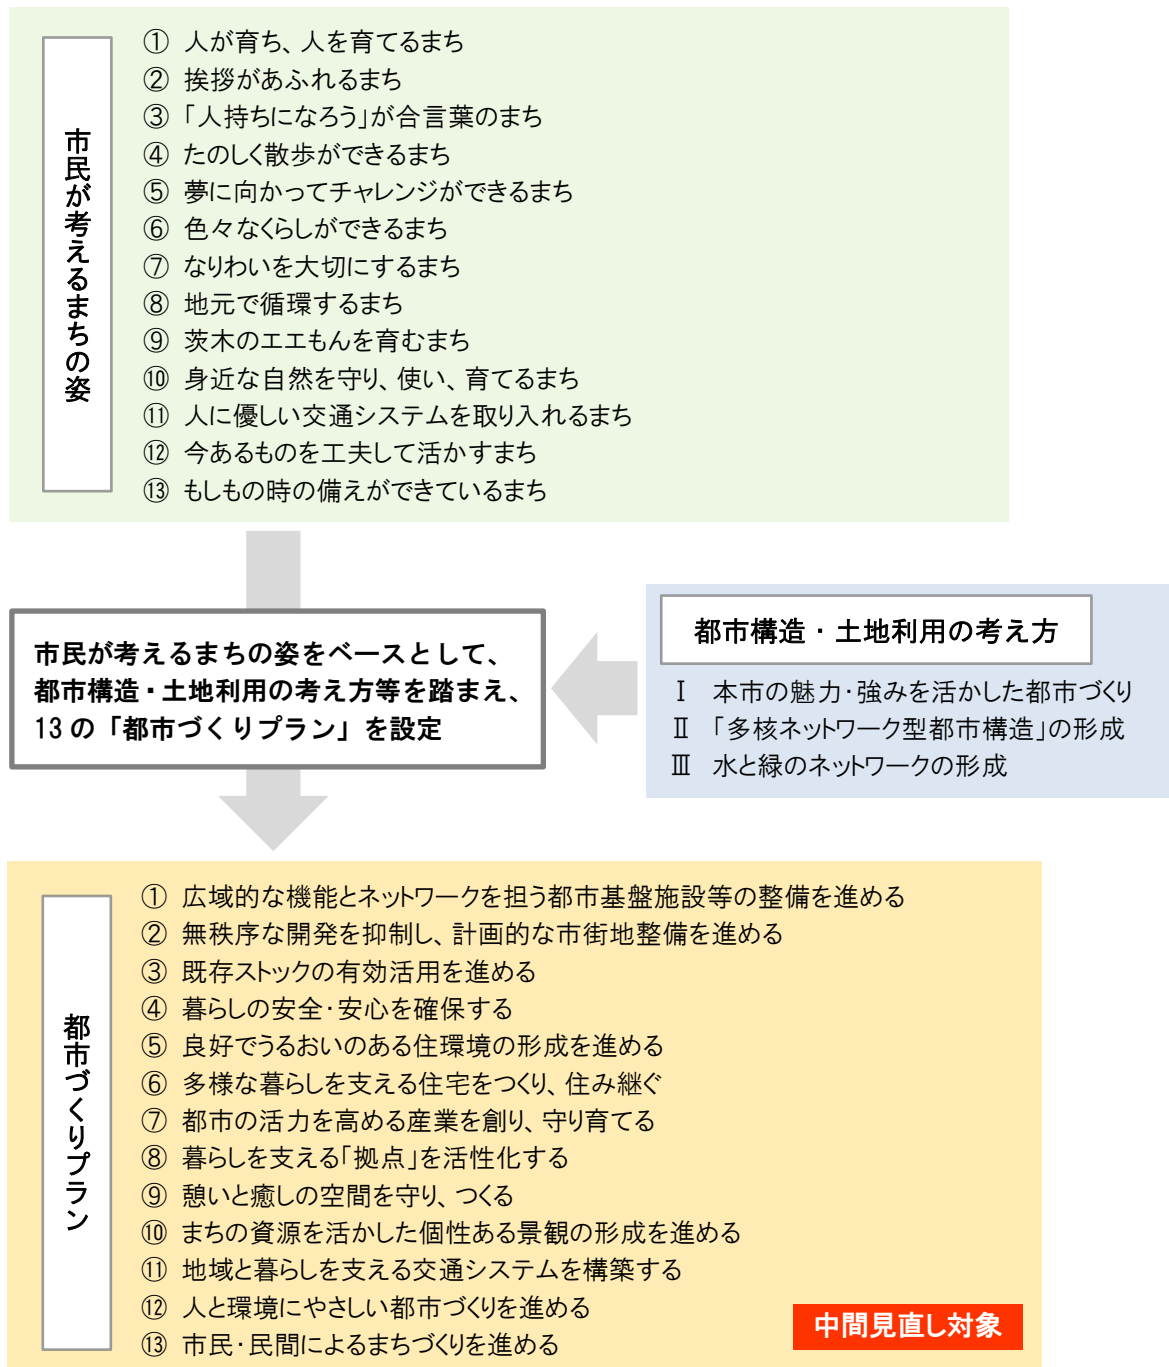 市民が考えるまちの姿
① 人が育ち、人を育てるまち
② 挨拶があふれるまち
③ 「人持ちになろう」が合言葉のまち
④ たのしく散歩ができるまち
⑤ 夢に向かってチャレンジができるまち
⑥ 色々なくらしができるまち
⑦ なりわいを大切にするまち
⑧ 地元で循環するまち
⑨ 茨木のエエもんを育むまち
⑩ 身近な自然を守り、使い、育てるまち
⑪ 人に優しい交通システムを取り入れるまち
⑫ 今あるものを工夫して活かすまち
⑬ もしもの時の備えができているまち
市民が考えるまちの姿をベースとして、
都市構造・土地利用の考え方等を踏まえ、
13の「都市づくりプラン」を設定
都市構造・土地利用の考え方
Ⅰ 本市の魅力・強みを活かした都市づくり
Ⅱ 「多核ネットワーク型都市構造」の形成
Ⅲ 水と緑のネットワークの形成
都市づくりプラン
① 広域的な機能とネットワークを担う都市基盤施設等の整備を進める
② 無秩序な開発を抑制し、計画的な市街地整備を進める
③ 既存ストックの有効活用を進める
④ 暮らしの安全・安心を確保する
⑤ 良好でうるおいのある住環境の形成を進める
⑥ 多様な暮らしを支える住宅をつくり、住み継ぐ
⑦ 都市の活力を高める産業を創り、守り育てる
⑧ 暮らしを支える「拠点」を活性化する
⑨ 憩いと癒しの空間を守り、つくる
⑩ まちの資源を活かした個性ある景観の形成を進める
⑪ 地域と暮らしを支える交通システムを構築する
⑫ 人と環境にやさしい都市づくりを進める
⑬ 市民・民間によるまちづくりを進める
中間見直し対象